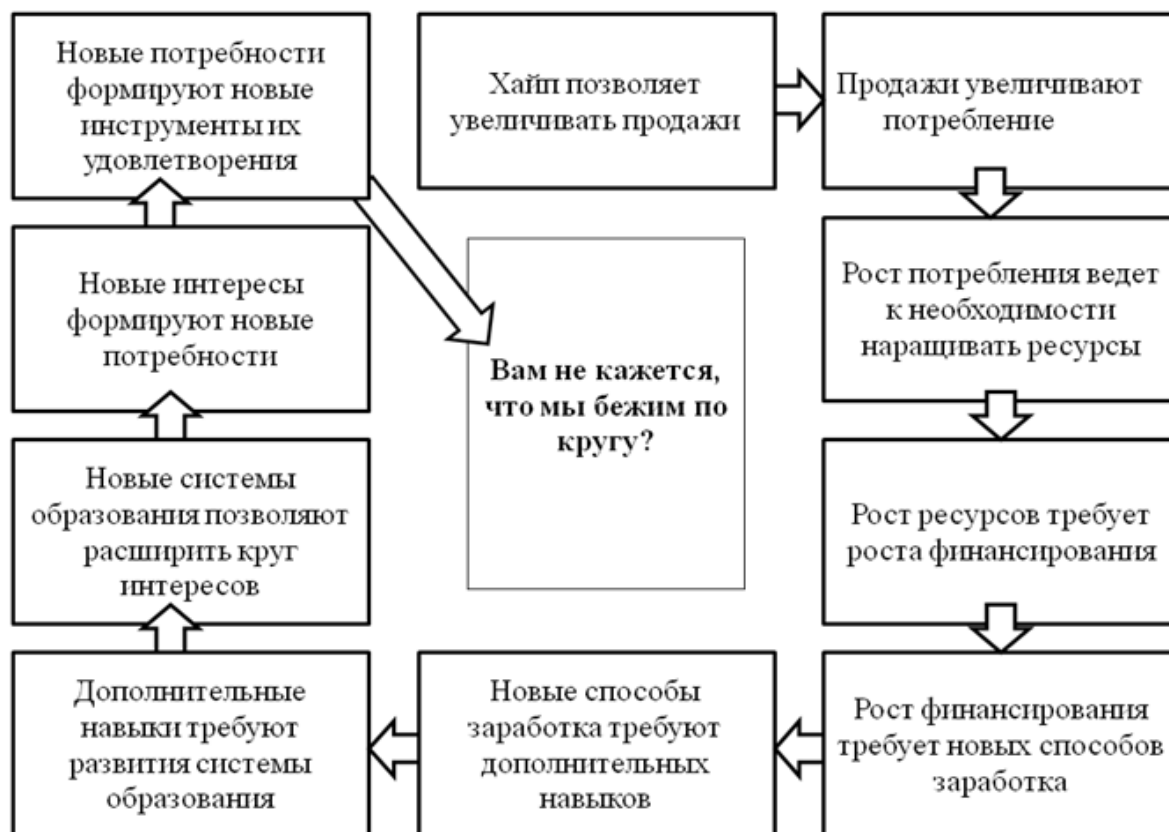 Хайп позволяет
увеличивать продажи
Продажи увеличивают
потребление
Рост потребления ведет
к необходимости
наращивать ресурсы
Рост ресурсов требует
роста финансирования
Рост финансирования
требует новых способов
заработка
Новые способы
заработка требуют
дополнительных
навыков
Дополнительные
навыки требуют
развития системы
образования
Новые системы
образования позволяют
расширить круг
интересов
Новые интересы
формируют новые
потребности
Новые потребности
формируют новые
инструменты их
удовлетворения
Вам не кажется,
что мы бежим по
кругу?